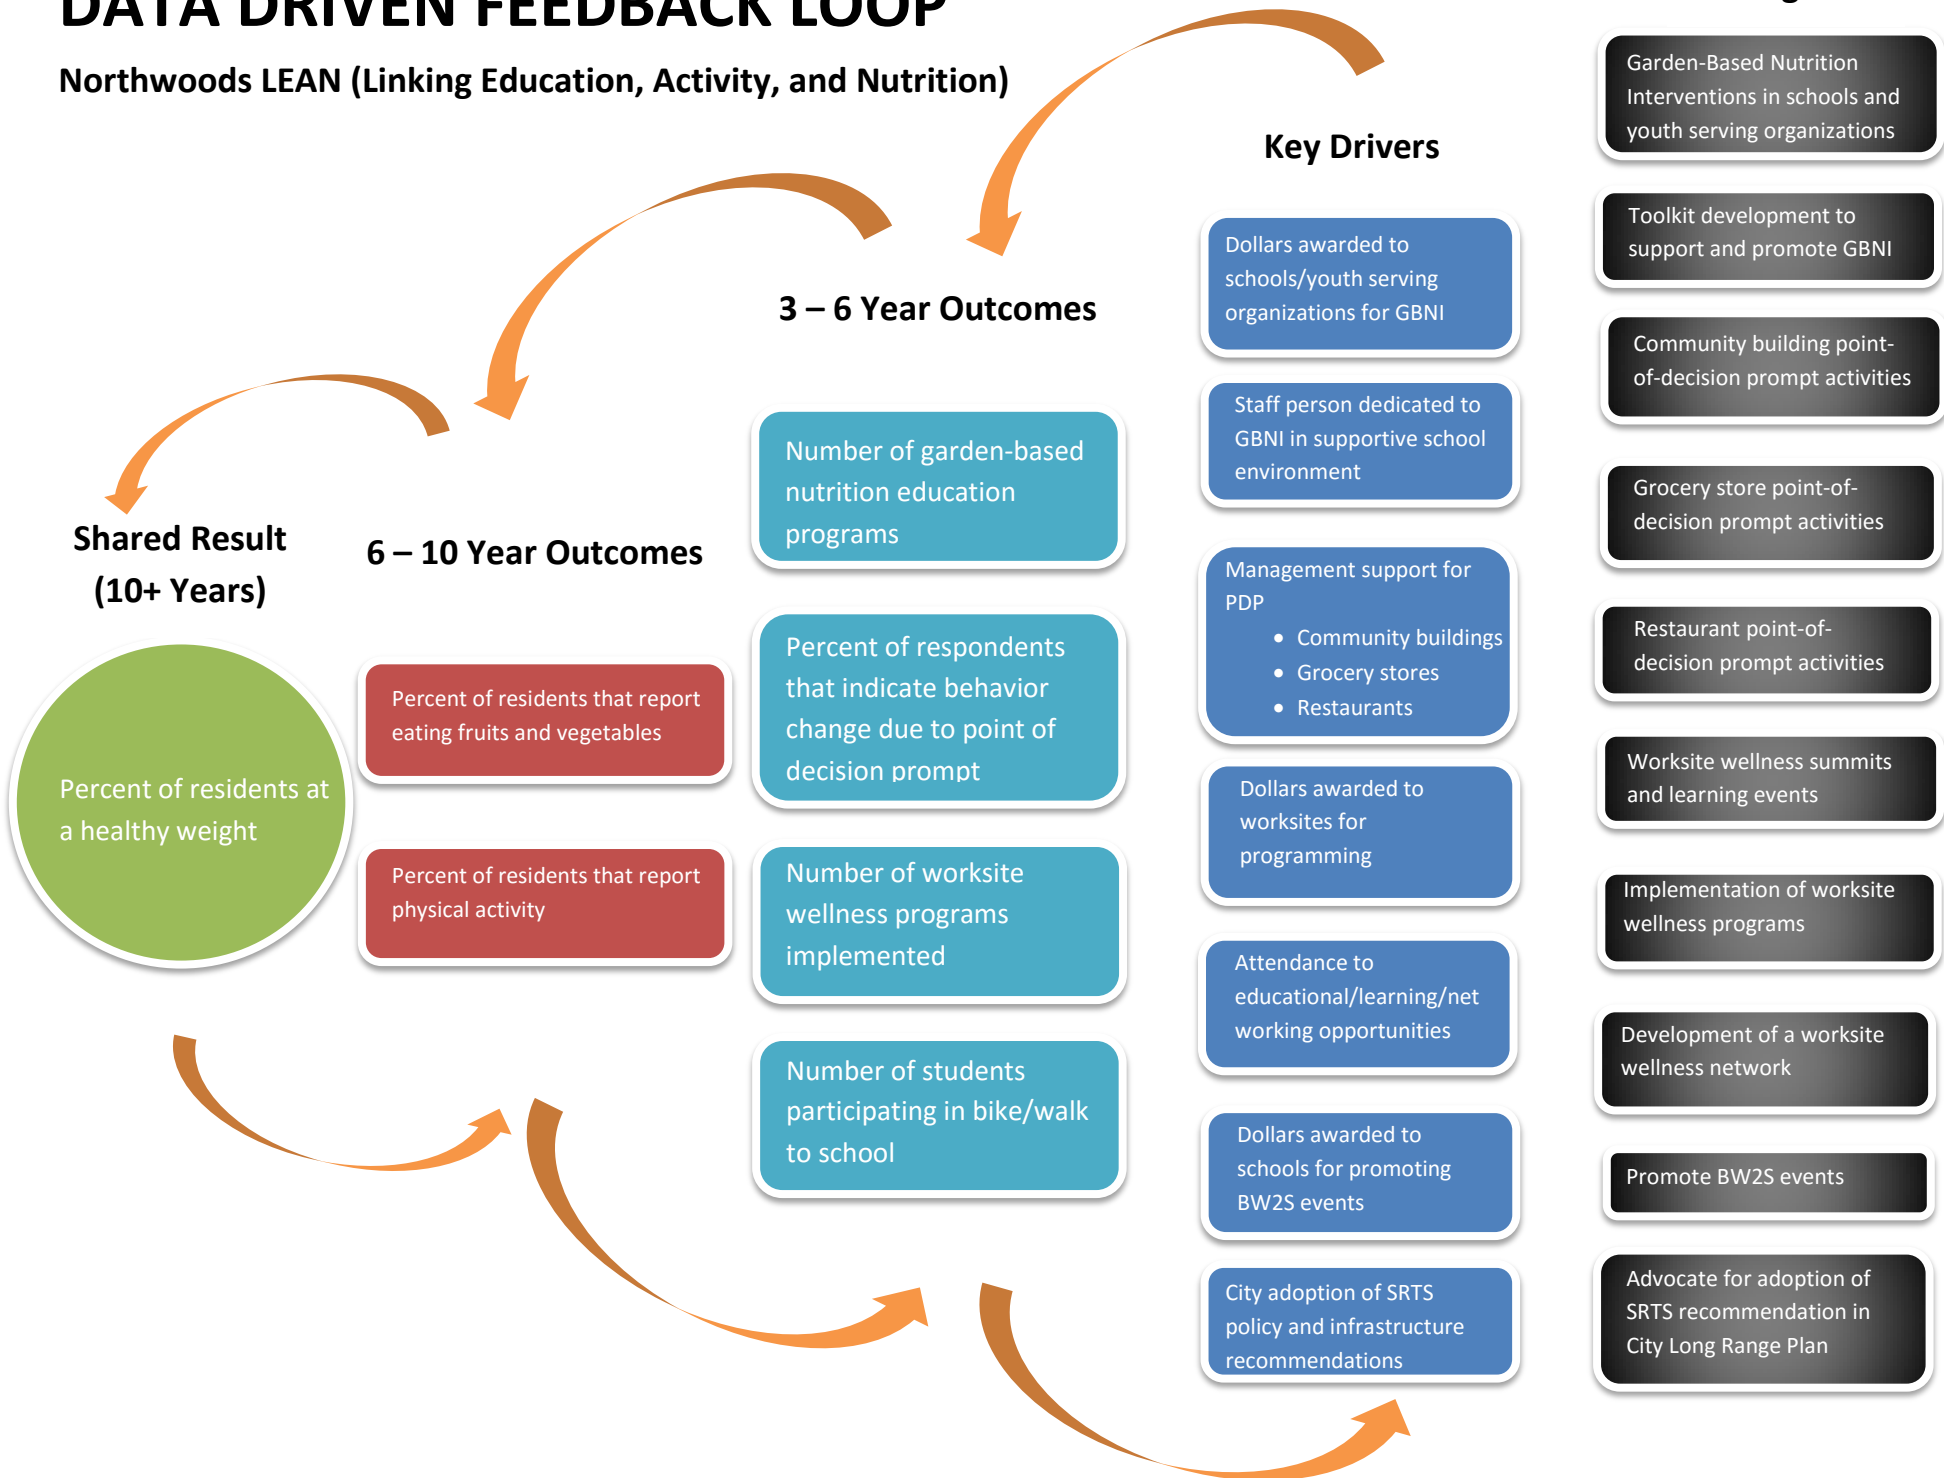 DATA DRIVEN FEEDBACK LOOP
Northwoods LEAN (Linking Education, Activity, and Nutrition)
Shared Result
(10+ Years)
Percent of residents at
a healthy weight
6 – 10 Year Outcomes
Percent of residents that report
eating fruits and vegetables
Percent of residents that report
physical activity
3 – 6 Year Outcomes
Number of garden-based
nutrition education
programs
Percent of respondents
that indicate behavior
change due to point of
decision prompt
Number of worksite
wellness programs
implemented
Number of students
participating in bike/walk
to school
Key Drivers
Dollars awarded to
schools/youth serving
organizations for GBNI
Staff person dedicated to
GBNI in supportive school
environment
Management support for
PDP
• Community buildings
• Grocery stores
• Restaurants
Dollars awarded to
worksites for
programming
Attendance to
educational/learning/net
working opportunities
Dollars awarded to
schools for promoting
BW2S events
City adoption of SRTS
policy and infrastructure
recommendations
Garden-Based Nutrition
Interventions in schools and
youth serving organizations
Toolkit development to
support and promote GBNI
Community building point-
of-decision prompt activities
Grocery store point-of-
decision prompt activities
Restaurant point-of-
decision prompt activities
Worksite wellness summits
and learning events
Implementation of worksite
wellness programs
Development of a worksite
wellness network
Promote BW2S events
Advocate for adoption of
SRTS recommendation in
City Long Range Plan